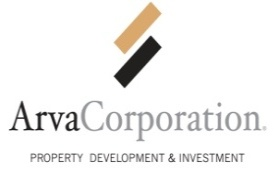 ArvaCorporation®
PROPERTY DEVELOPMENT & INVESTMENT